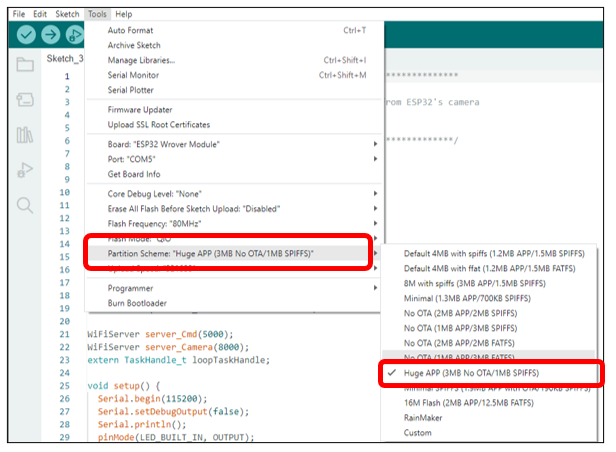 File Edit Sketch Tools Help
Sketch_3
Auto Format Ctrl+T
Archive Sketch
Manage Libraries... Ctrl+Shift+I
Serial Monitor Ctrl+Shift+M
Serial Plotter
Firmware Updater
Upload SSL Root Certificates
Board: "ESP32 Wrover Module"
Port: "COM5"
Get Board Info
Core Debug Level: "None"
Erase All Flash Before Sketch Upload: "Disabled"
Flash Frequency: "80MHz"
Flash Mode: "QIO"
Partition Scheme: "Huge APP (3MB No OTA/1MB SPIFFS)"
Programmer
Burn Bootloader
Default 4MB with spiffs (1.2MB APP/1.5MB SPIFFS)
Default 4MB with ffat (1.2MB APP/1.5MB FATFS)
8M with spiffs (3MB APP/1.5MB SPIFFS)
Minimal (1.3MB APP/700KB SPIFFS)
No OTA (2MB APP/2MB SPIFFS)
No OTA (1MB APP/3MB SPIFFS)
No OTA (2MB APP/2MB FATFS)
No OTA (1MB APP/3MB FATFS)
Huge APP (3MB No OTA/1MB SPIFFS)
Minimal SPIFFS (1.9MB APP with OTA/190KB SPIFFS)
16M Flash (2MB APP/12.5MB FATFS)
RainMaker
Custom
1 **************
2
3 rom ESP32's camera
4
5
6 *************/
7
8
9
10
11
12
13
14
15
16
17
18
19
20
21 WiFiServer server_Cmd(5000);
22 WiFiServer server_Camera(8000);
23 extern TaskHandle_t loopTaskHandle;
24
25 void setup() {
26 Serial.begin(115200);
27 Serial.setDebugOutput(false);
28 Serial.println();
29 pinMode(LED_BUILT_IN, OUTPUT);